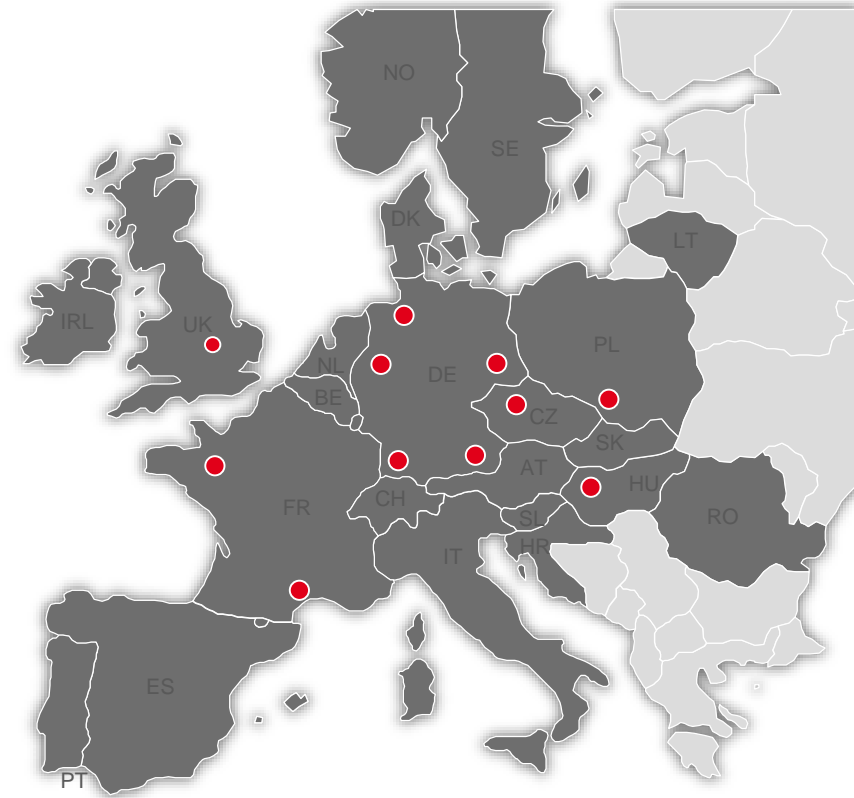 NO
SE
DK
LT
IRL
UK
PL
NL
DE
BE
CZ
SK
AT
HU
CH
FR
RO
SL
HR
IT
ES
PT